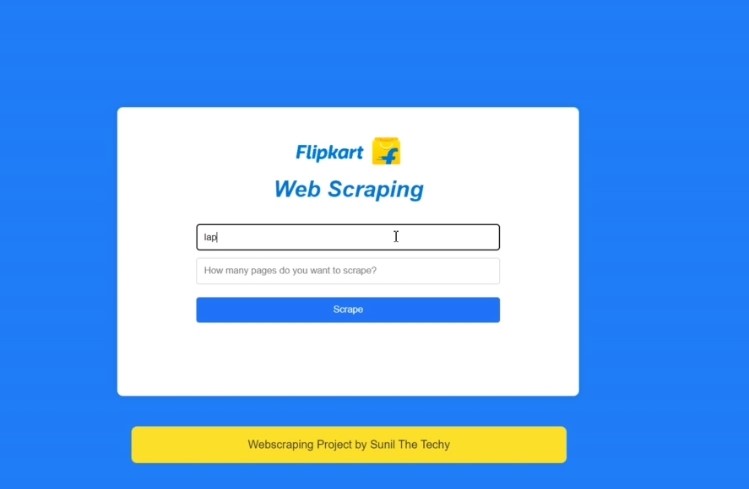 Flipkart
Web Scraping
lap
How many pages do you want to scrape?
Scrape
Webscraping Project by Sunil The Techy